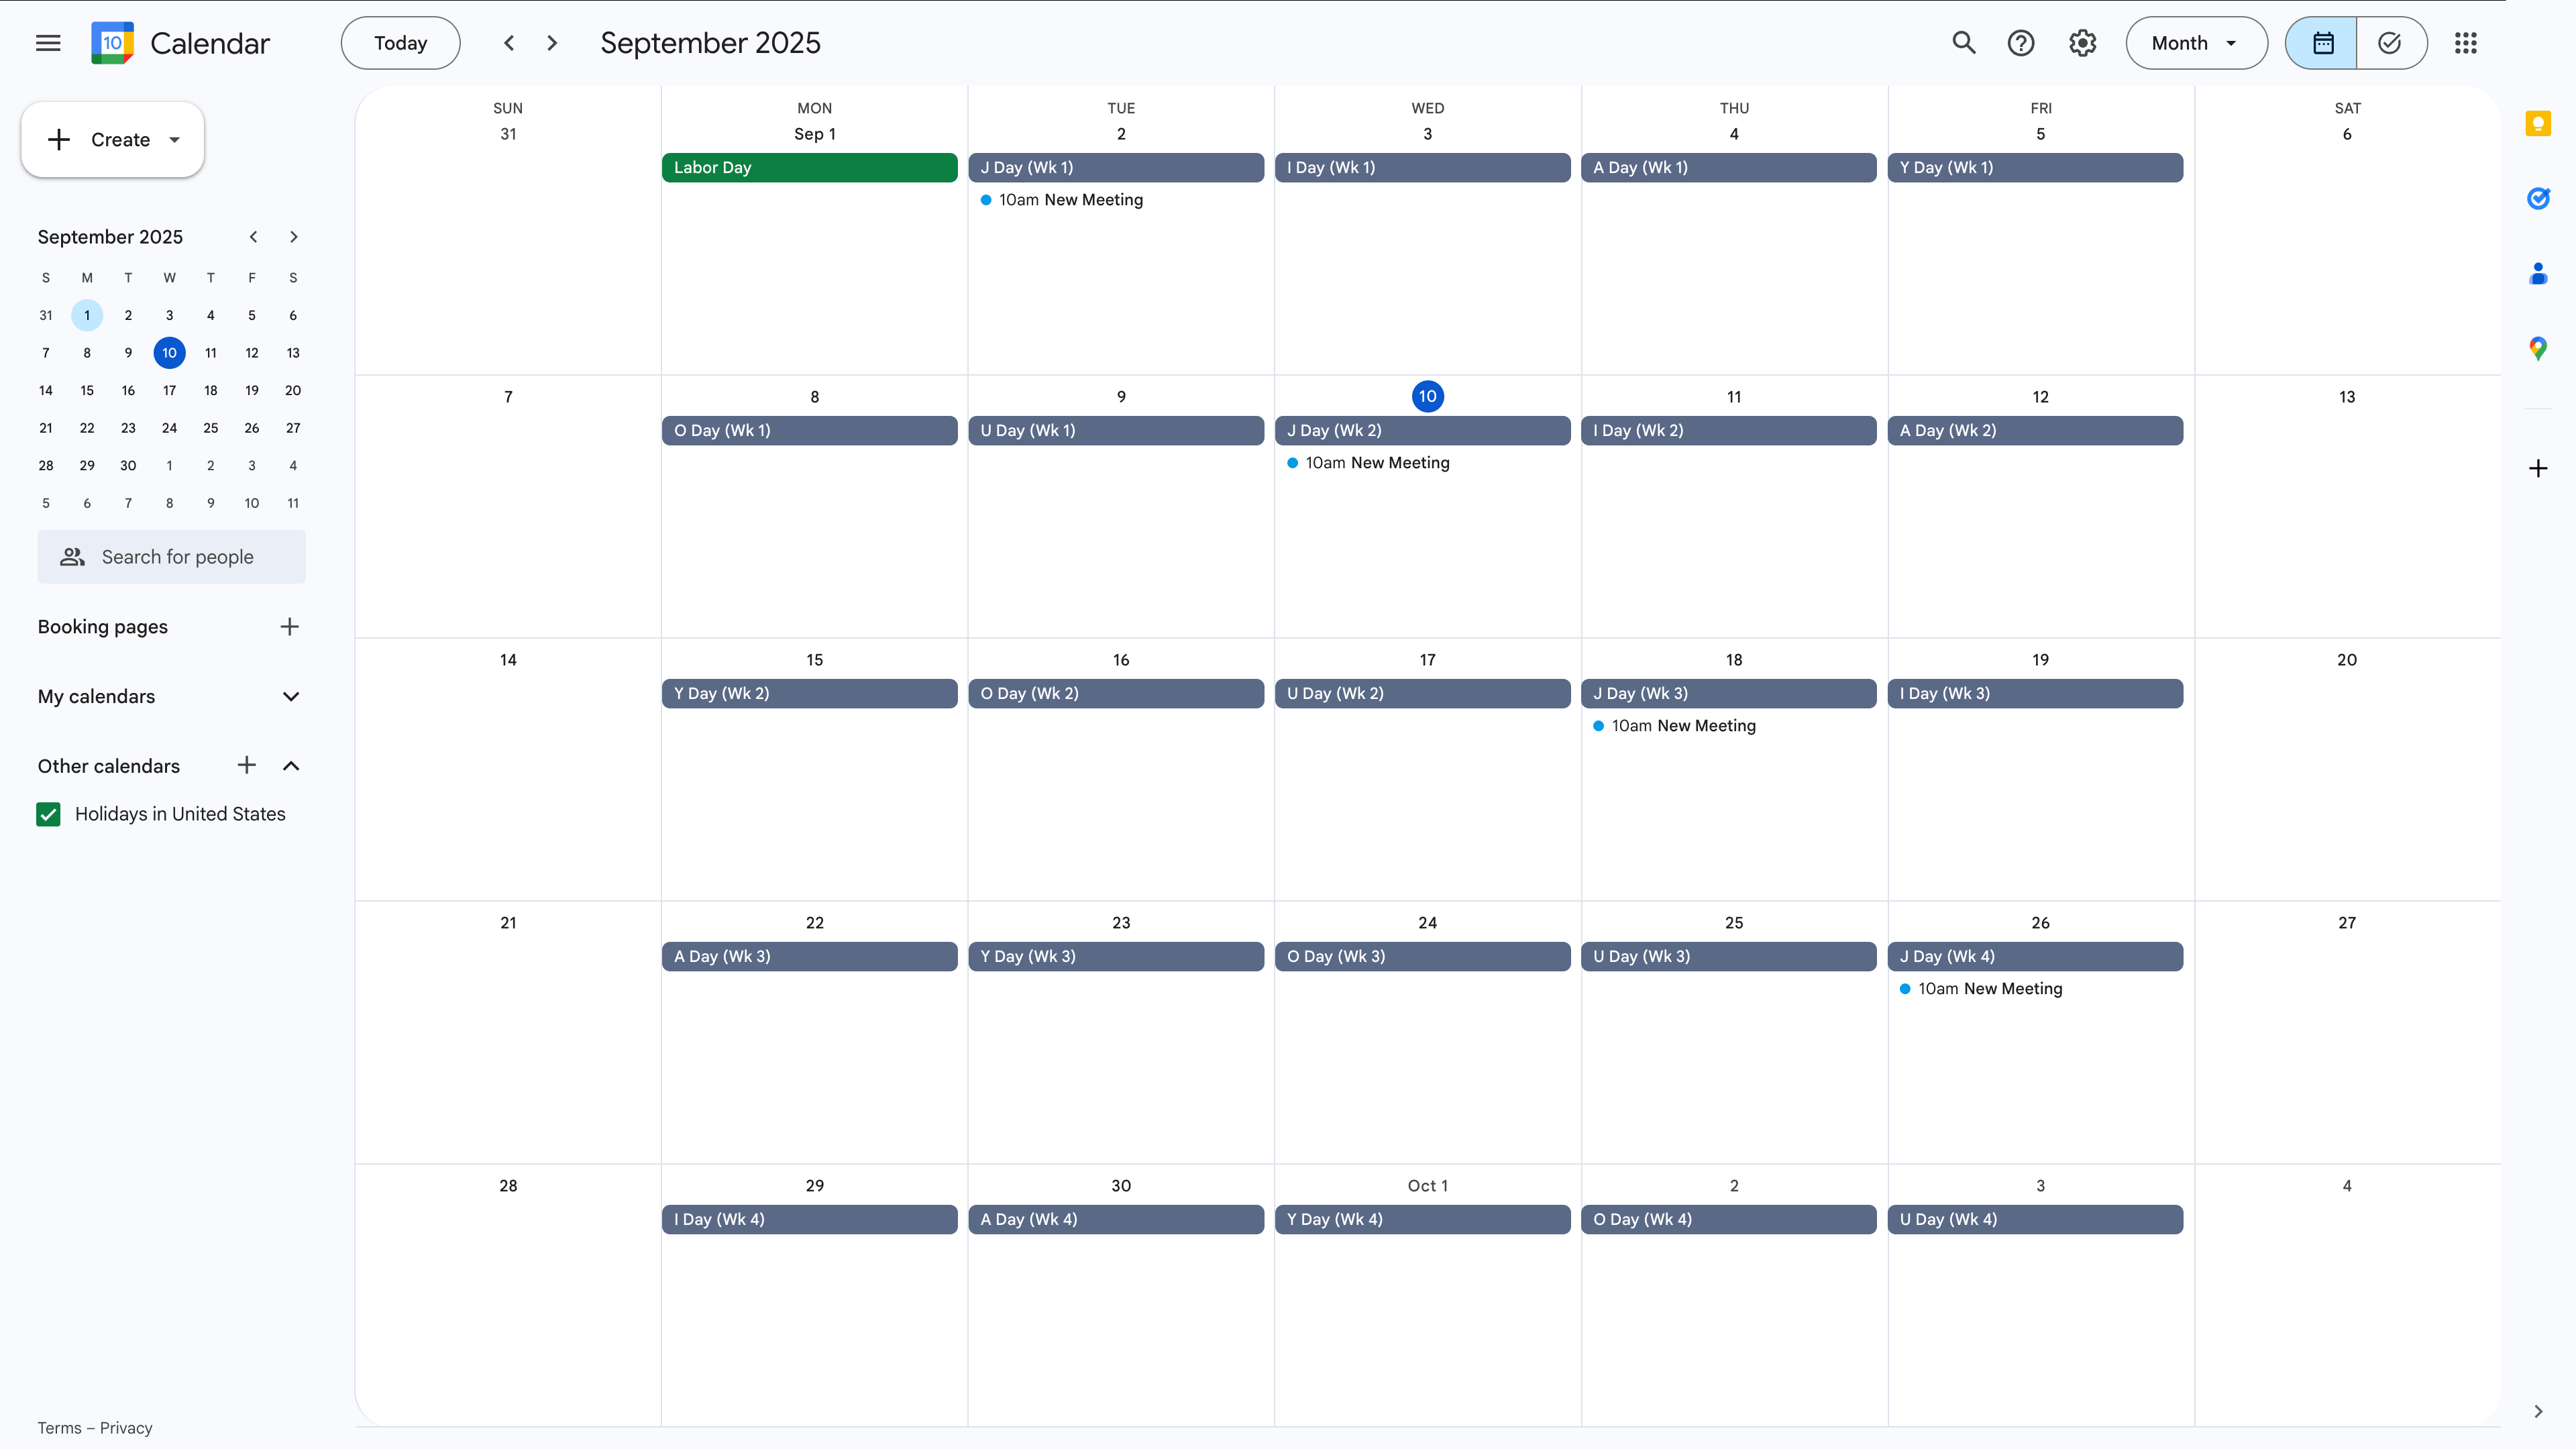 10 Calendar Today September 2025 Month
Create
September 2025
S M T W T F S
31 1 2 3 4 5 6
7 8 9 10 11 12 13
14 15 16 17 18 19 20
21 22 23 24 25 26 27
28 29 30 1 2 3 4
5 6 7 8 9 10 11
Search for people
Booking pages
My calendars
Other calendars
Holidays in United States
Terms – Privacy
SUN MON TUE WED THU FRI SAT
31 Sep 1 2 3 4 5 6
Labor Day J Day (Wk 1) I Day (Wk 1) A Day (Wk 1) Y Day (Wk 1)
10am New Meeting
7 8 9 10 11 12 13
O Day (Wk 1) U Day (Wk 1) J Day (Wk 2) I Day (Wk 2) A Day (Wk 2)
10am New Meeting
14 15 16 17 18 19 20
Y Day (Wk 2) O Day (Wk 2) U Day (Wk 2) J Day (Wk 3) I Day (Wk 3)
10am New Meeting
21 22 23 24 25 26 27
A Day (Wk 3) Y Day (Wk 3) O Day (Wk 3) U Day (Wk 3) J Day (Wk 4)
10am New Meeting
28 29 30 Oct 1 2 3 4
I Day (Wk 4) A Day (Wk 4) Y Day (Wk 4) O Day (Wk 4) U Day (Wk 4)